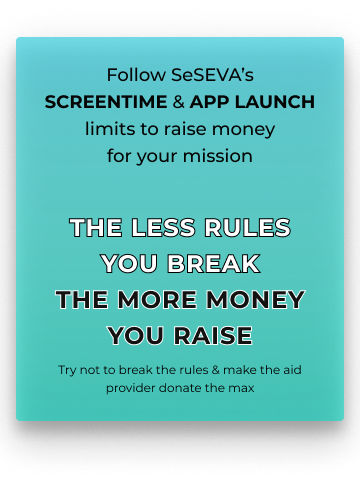 Follow SeSEVA's
SCREENTIME & APP LAUNCH
limits to raise money
for your mission
THE LESS RULES
YOU BREAK
THE MORE MONEY
YOU RAISE
Try not to break the rules & make the aid
provider donate the max